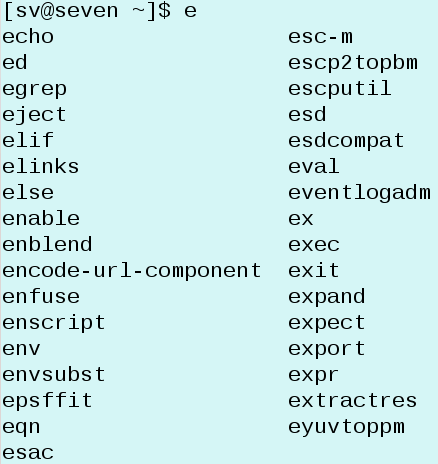 [sv@seven ~]$ e
echo esc-m
ed escp2topbm
egrep escputil
eject esd
elif esdcompat
elinks eval
else eventlogadm
enable ex
enblend exec
encode-url-component exit
enfuse expand
enscript expect
env export
envsubst expr
epsffit extractres
eqn eyuvtoppm
esac